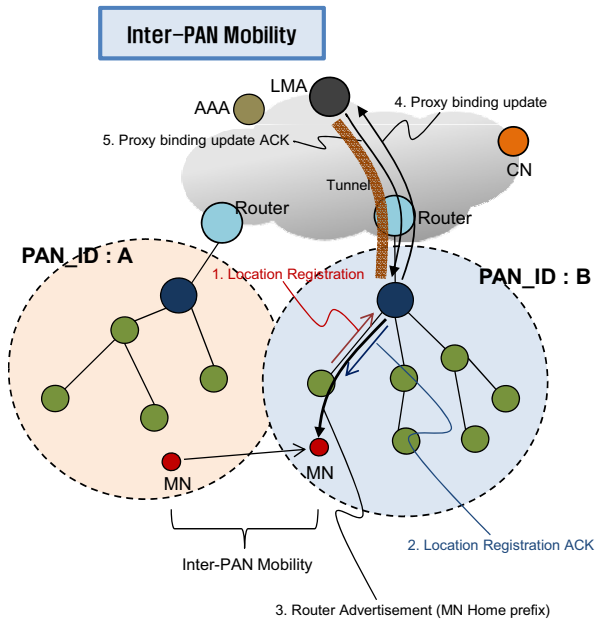 Inter-PAN Mobility
LMA
AAA
4. Proxy binding update
5. Proxy binding update ACK
CN
Tunnel
Router
Router
PAN_ID : A
PAN_ID : B
1. Location Registration
MN
MN
2. Location Registration ACK
Inter-PAN Mobility
3. Router Advertisement (MN Home prefix)